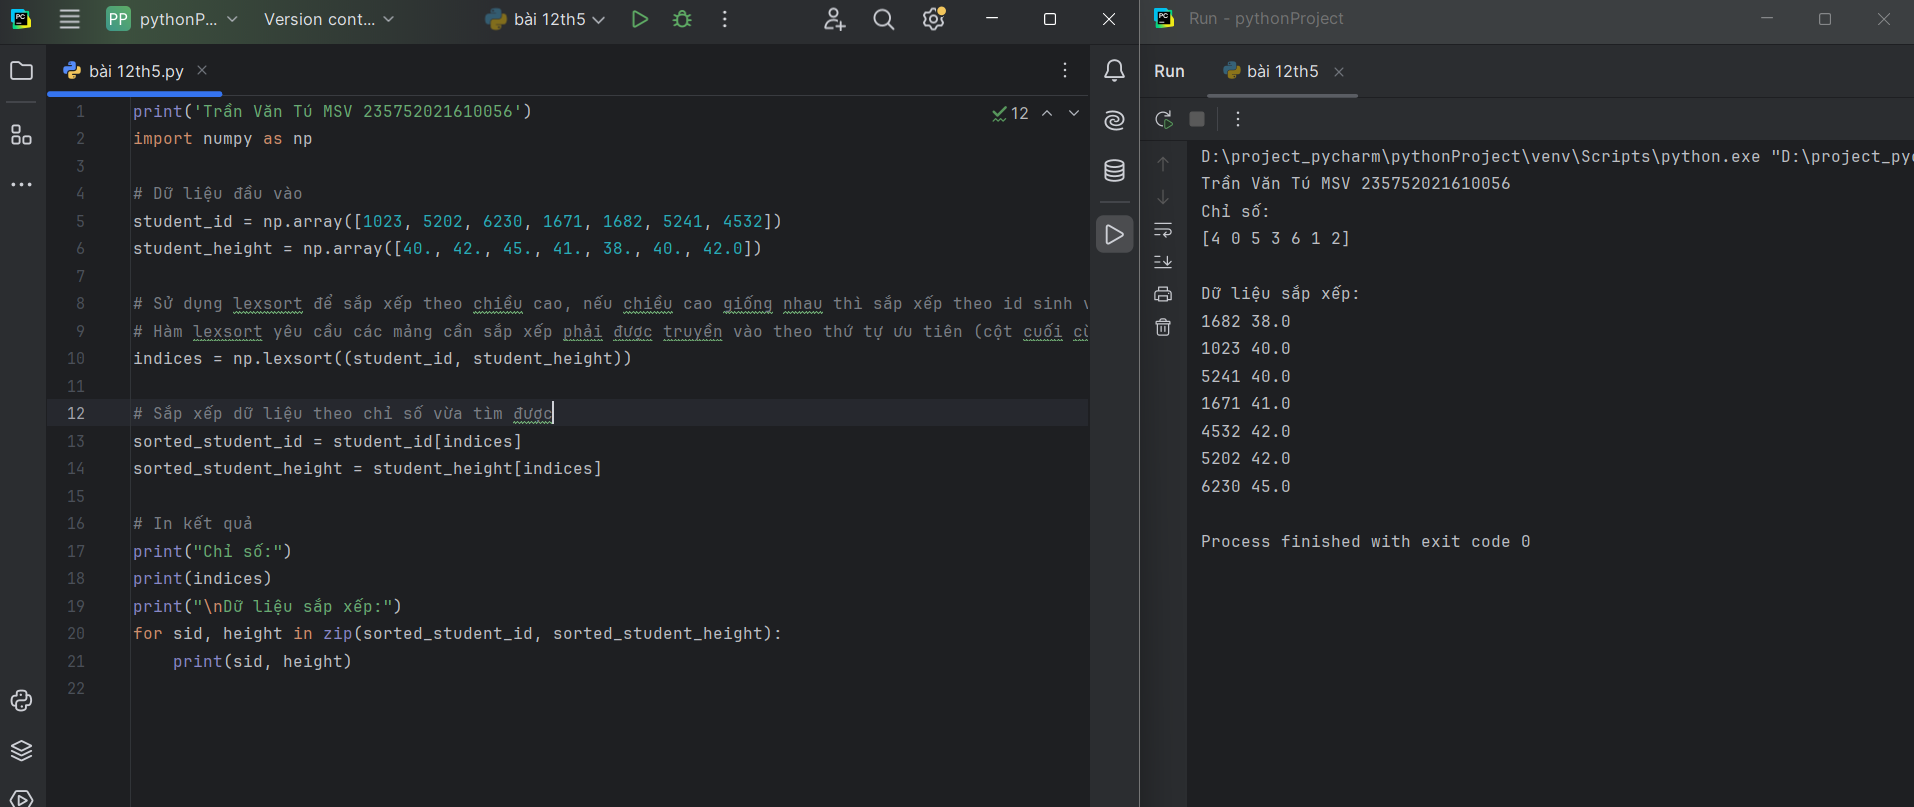 PP pythonP... Version cont... bài 12th5
bài 12th5.py
12
1 print('Trần Văn Tú MSV 235752021610056')
2 import numpy as np
3
4 # Dữ liệu đầu vào
5 student_id = np.array([1023, 5202, 6230, 1671, 1682, 5241, 4532])
6 student_height = np.array([40., 42., 45., 41., 38., 40., 42.0])
7
8 # Sử dụng lexsort để sắp xếp theo chiều cao, nếu chiều cao giống nhau thì sắp xếp theo id sinh v
9 # Hàm lexsort yêu cầu các mảng cần sắp xếp phải được truyền vào theo thứ tự ưu tiên (cột cuối cù
10 indices = np.lexsort((student_id, student_height))
11
12 # Sắp xếp dữ liệu theo chỉ số vừa tìm được
13 sorted_student_id = student_id[indices]
14 sorted_student_height = student_height[indices]
15
16 # In kết quả
17 print("Chỉ số:")
18 print(indices)
19 print("\nDữ liệu sắp xếp:")
20 for sid, height in zip(sorted_student_id, sorted_student_height):
21 print(sid, height)
22
Run - pythonProject
Run bài 12th5
D:\project_pycharm\pythonProject\venv\Scripts\python.exe "D:\project_pyc
Trần Văn Tú MSV 235752021610056
Chỉ số:
[4 0 5 3 6 1 2]
Dữ liệu sắp xếp:
1682 38.0
1023 40.0
5241 40.0
1671 41.0
4532 42.0
5202 42.0
6230 45.0
Process finished with exit code 0